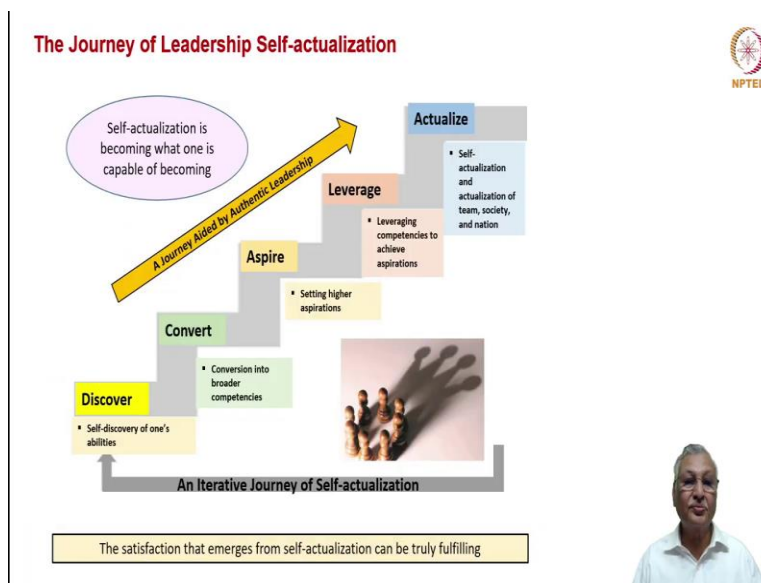 The Journey of Leadership Self-actualization
NPTEL
Self-actualization is
becoming what one is
capable of becoming
A Journey Aided by Authentic Leadership
Actualize
▪ Self-
actualization
and
actualization of
team, society,
and nation
Leverage
▪ Leveraging
competencies to
achieve
aspirations
Aspire
▪ Setting higher
aspirations
Convert
▪ Conversion into
broader
competencies
Discover
▪ Self-discovery of one's
abilities
An Iterative Journey of Self-actualization
The satisfaction that emerges from self-actualization can be truly fulfilling